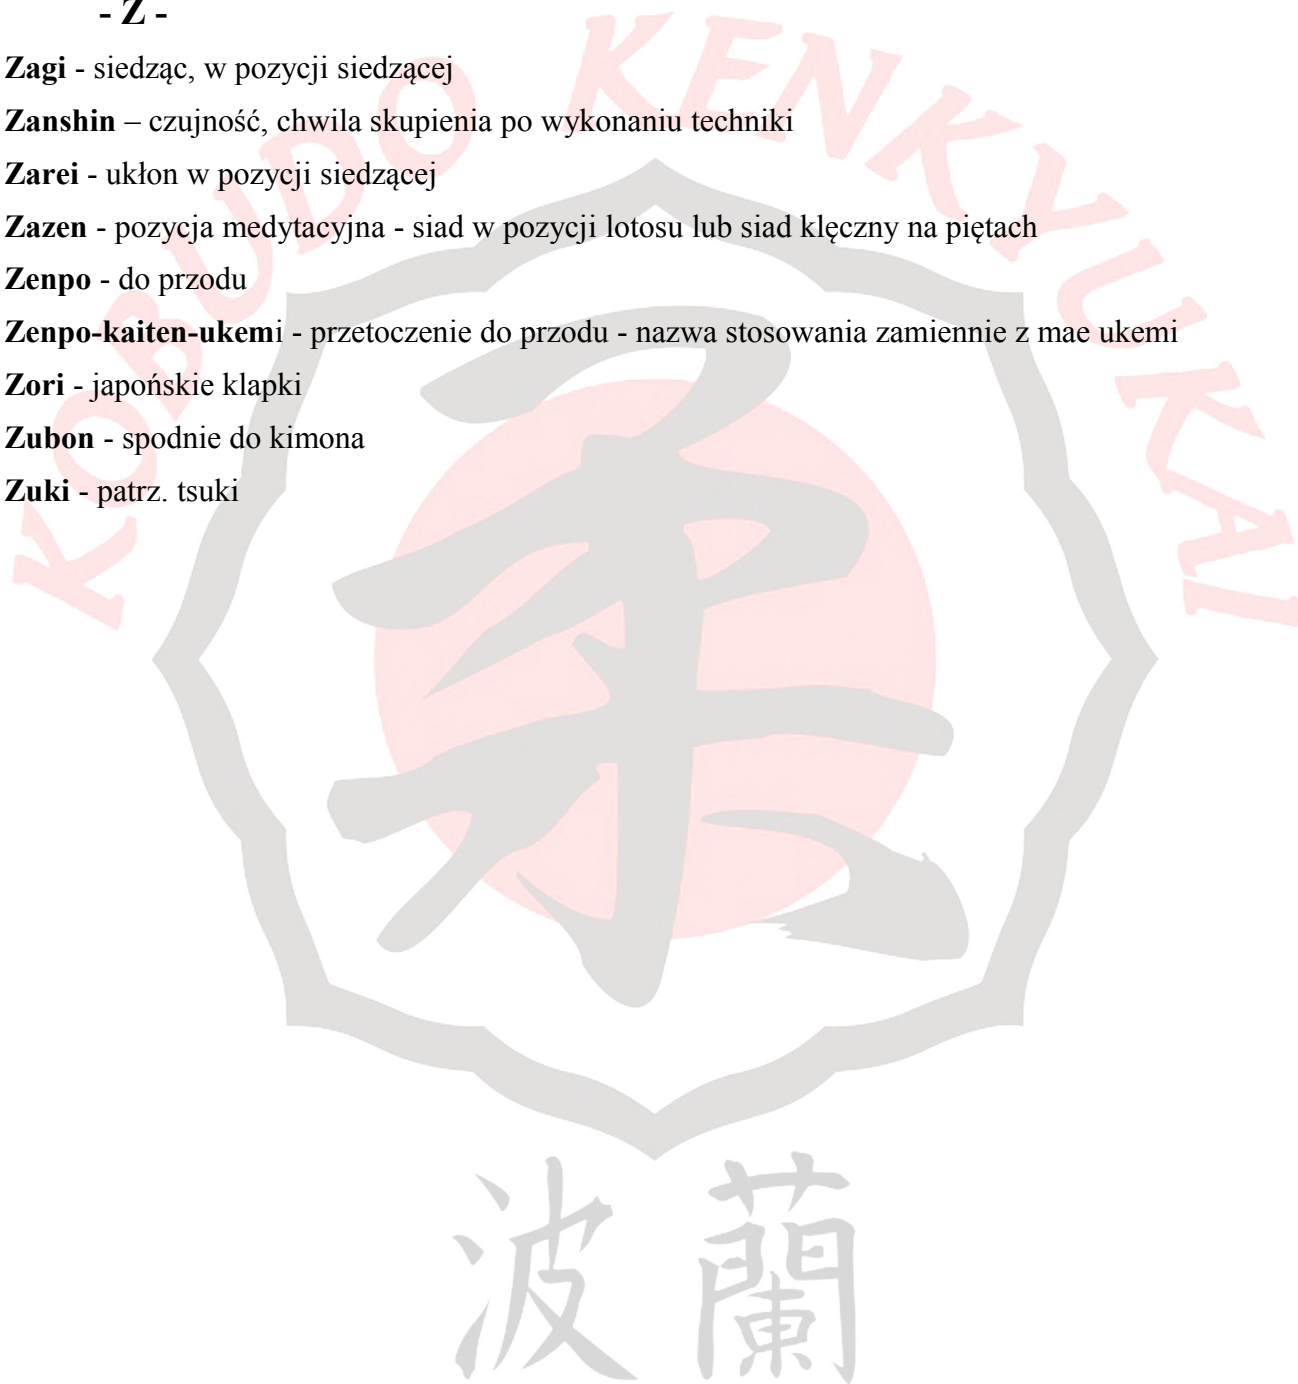 - Z -
Zagi - siedząc, w pozycji siedzącej
Zanshin – czujność, chwila skupienia po wykonaniu techniki
Zarei - ukłon w pozycji siedzącej
Zazen - pozycja medytacyjna - siad w pozycji lotosu lub siad klęczny na piętach
Zenpo - do przodu
Zenpo-kaiten-ukemi - przetoczenie do przodu - nazwa stosowania zamiennie z mae ukemi
Zori - japońskie klapki
Zubon - spodnie do kimona
Zuki - patrz. tsuki
KOBUDO KENKYUKAI
柔
波蘭